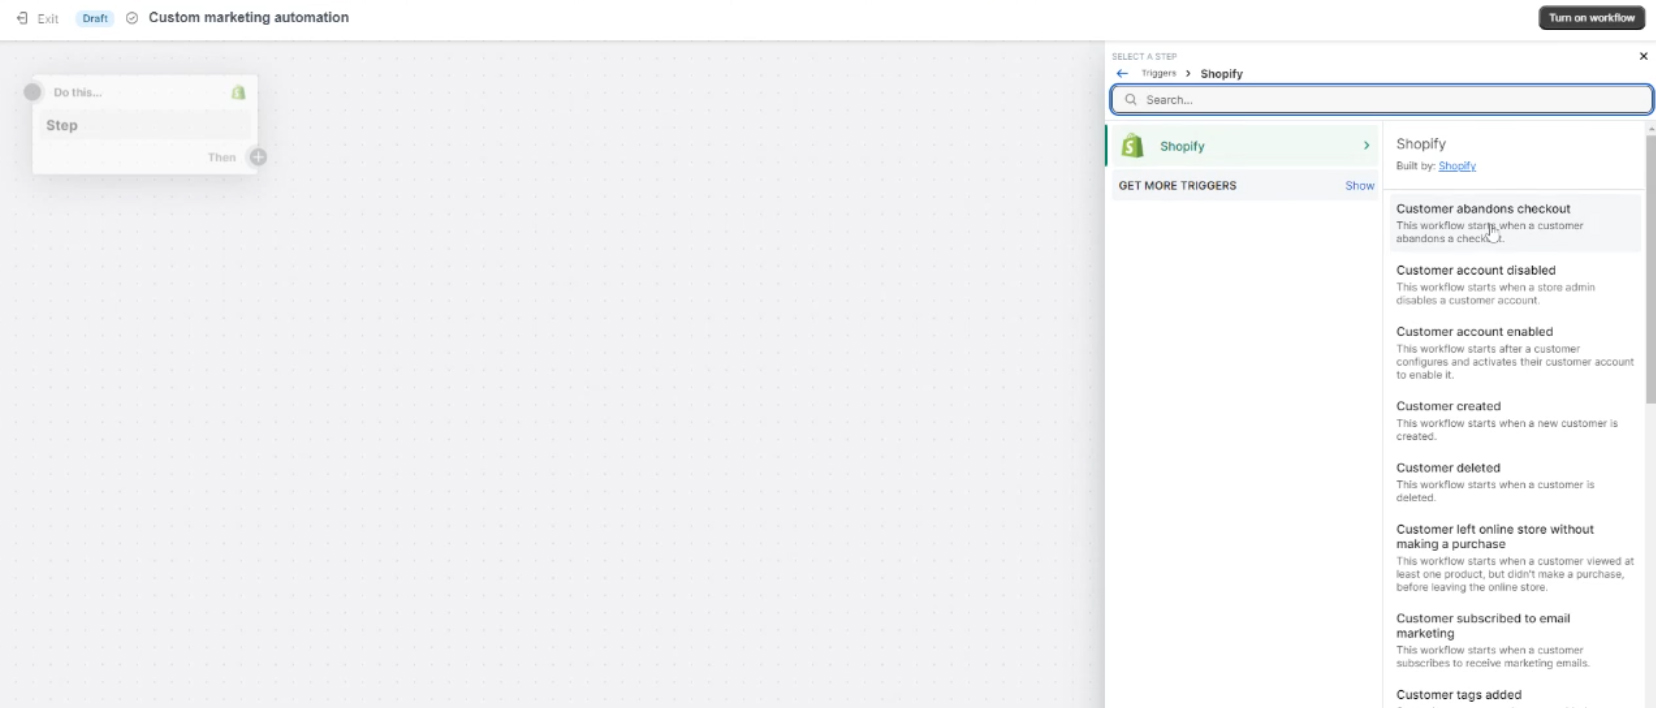 Exit Draft Custom marketing automation Turn on workflow
Do this...
Step
Then
SELECT A STEP
Triggers Shopify
Search...
Shopify
GET MORE TRIGGERS Show
Shopify
Built by: Shopify
Customer abandons checkout
This workflow starts when a customer
abandons a checkout.
Customer account disabled
This workflow starts when a store admin
disables a customer account.
Customer account enabled
This workflow starts after a customer
configures and activates their customer account
to enable it.
Customer created
This workflow starts when a new customer is
created.
Customer deleted
This workflow starts when a customer is
deleted.
Customer left online store without
making a purchase
This workflow starts when a customer viewed at
least one product, but didn't make a purchase,
before leaving the online store.
Customer subscribed to email
marketing
This workflow starts when a customer
subscribes to receive marketing emails.
Customer tags added